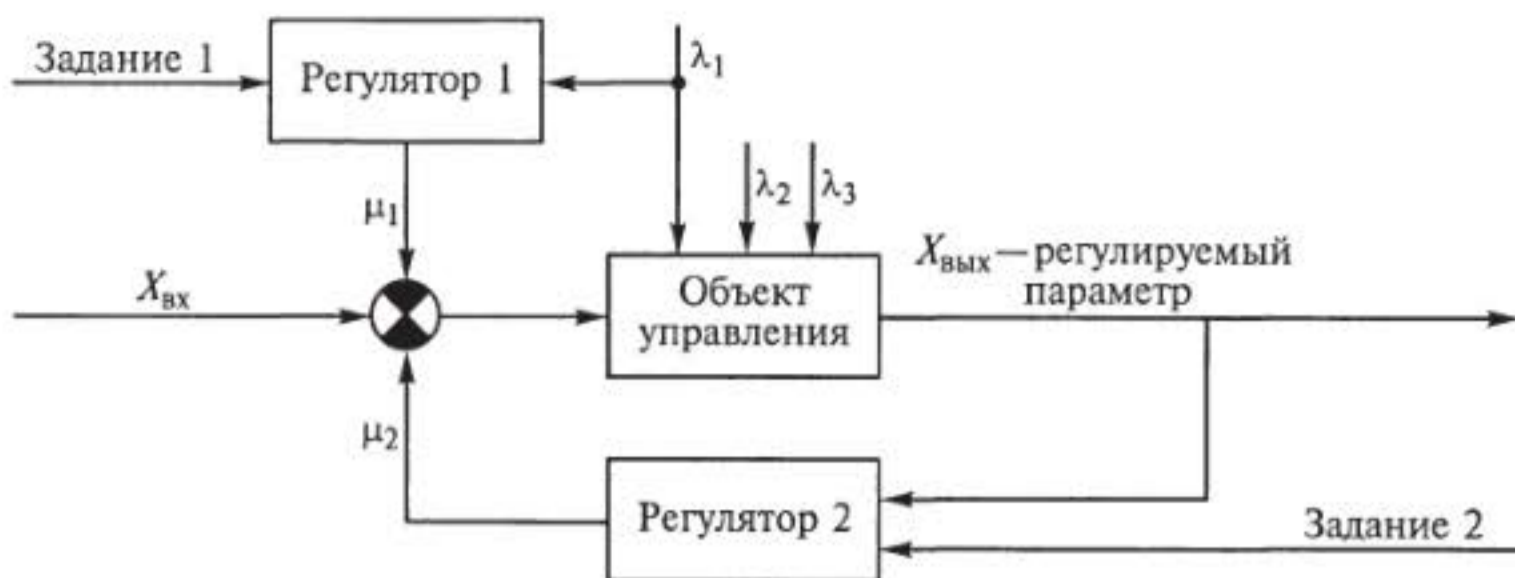 Задание 1
Регулятор 1
λ₁
μ₁
λ₂
λ₃
Xвх
Объект
управления
Xвых — регулируемый
параметр
μ₂
Регулятор 2
Задание 2